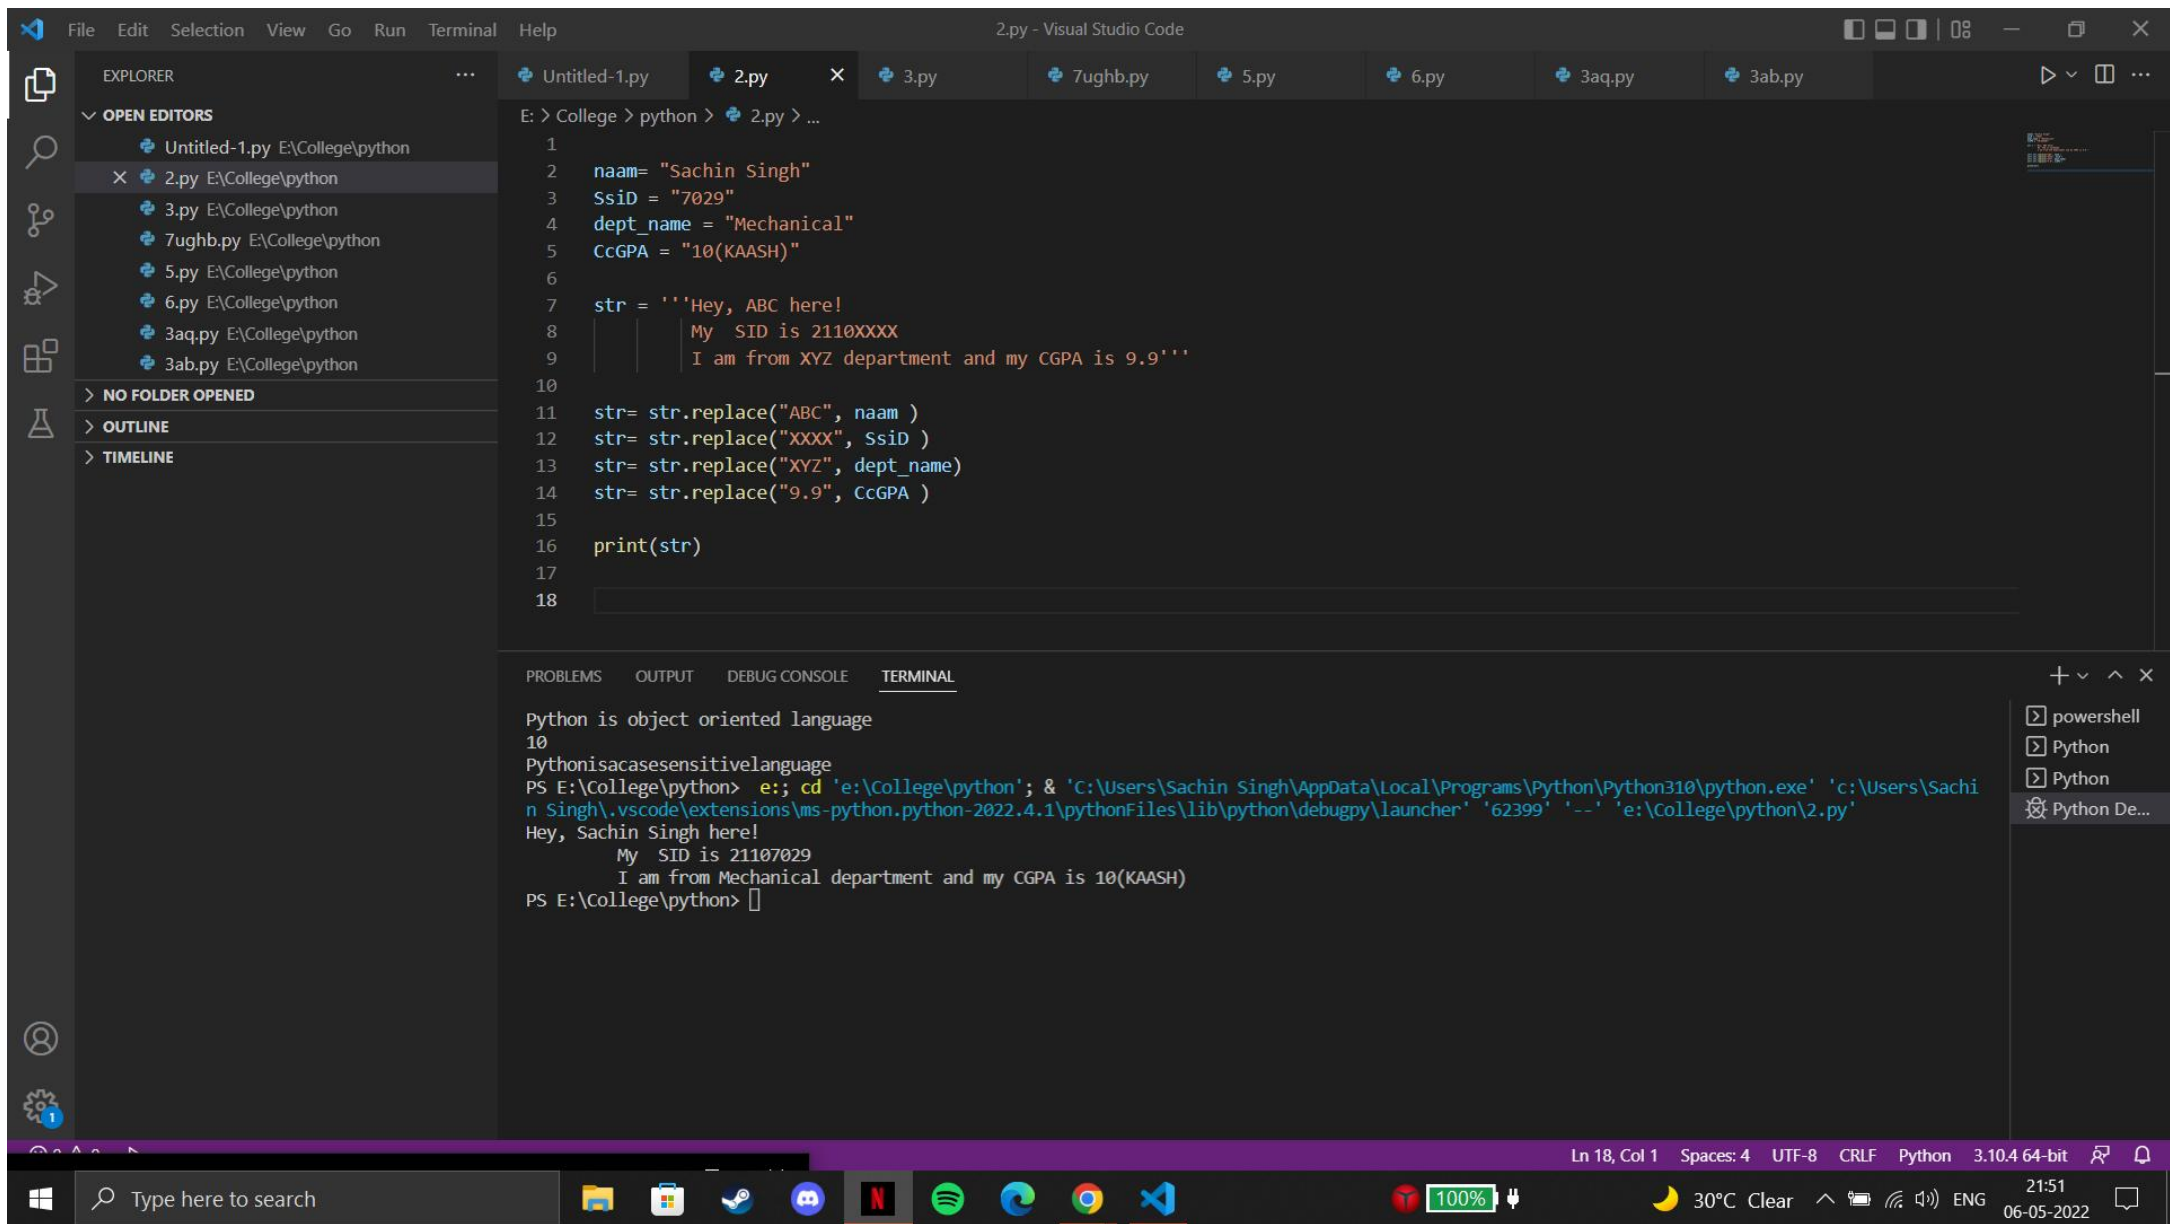 File Edit Selection View Go Run Terminal Help 2.py - Visual Studio Code
EXPLORER
Untitled-1.py 2.py 3.py 7ughb.py 5.py 6.py 3aq.py 3ab.py
OPEN EDITORS
Untitled-1.py E:\College\python
2.py E:\College\python
3.py E:\College\python
7ughb.py E:\College\python
5.py E:\College\python
6.py E:\College\python
3aq.py E:\College\python
3ab.py E:\College\python
NO FOLDER OPENED
OUTLINE
TIMELINE
E: > College > python > 2.py > ...
1
2 naam= "Sachin Singh"
3 SsiD = "7029"
4 dept_name = "Mechanical"
5 CcGPA = "10(KAASH)"
6
7 str = '''Hey, ABC here!
8 My  SID is 2110XXXX
9 I am from XYZ department and my CGPA is 9.9'''
10
11 str= str.replace("ABC", naam )
12 str= str.replace("XXXX", SsiD )
13 str= str.replace("XYZ", dept_name)
14 str= str.replace("9.9", CcGPA )
15
16 print(str)
17
18
PROBLEMS OUTPUT DEBUG CONSOLE TERMINAL
Python is object oriented language
10
Pythonisacasesensitivelanguage
PS E:\College\python>  e:; cd 'e:\College\python'; & 'C:\Users\Sachin Singh\AppData\Local\Programs\Python\Python310\python.exe' 'c:\Users\Sachi
n Singh\.vscode\extensions\ms-python.python-2022.4.1\pythonFiles\lib\python\debugpy\launcher' '62399' '--' 'e:\College\python\2.py'
Hey, Sachin Singh here!
My  SID is 21107029
I am from Mechanical department and my CGPA is 10(KAASH)
PS E:\College\python>
powershell
Python
Python
Python De...
1
Ln 18, Col 1 Spaces: 4 UTF-8 CRLF Python 3.10.4 64-bit
Type here to search
100%
30°C Clear
ENG
21:51
06-05-2022